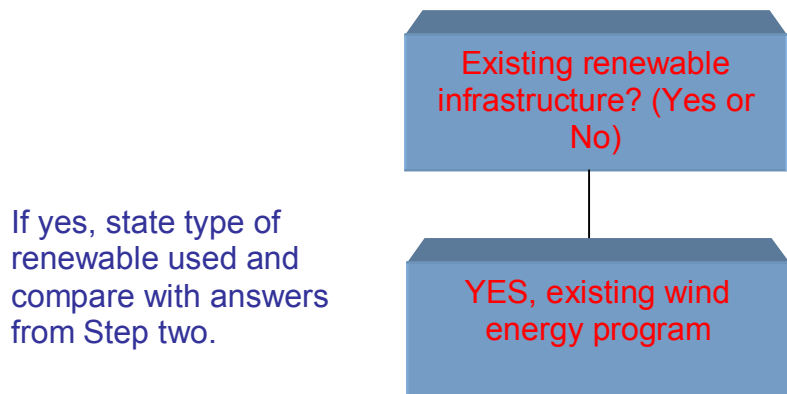 Existing renewable
infrastructure? (Yes or
No)
If yes, state type of
renewable used and
compare with answers
from Step two.
YES, existing wind
energy program